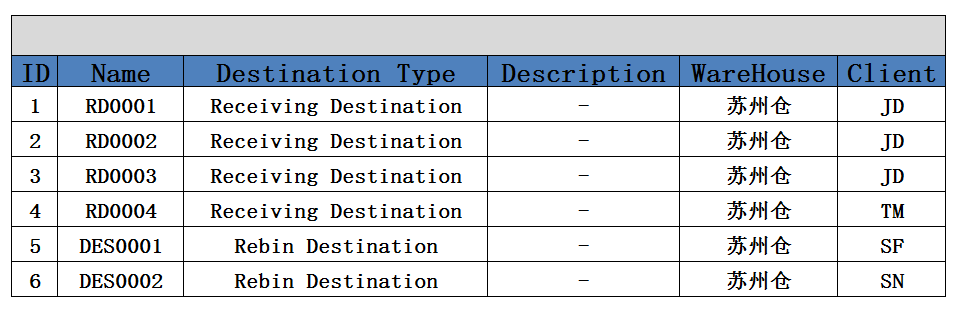 ID Name Destination Type Description WareHouse Client
1 RD0001 Receiving Destination - 苏州仓 JD
2 RD0002 Receiving Destination - 苏州仓 JD
3 RD0003 Receiving Destination - 苏州仓 JD
4 RD0004 Receiving Destination - 苏州仓 TM
5 DES0001 Rebin Destination - 苏州仓 SF
6 DES0002 Rebin Destination - 苏州仓 SN